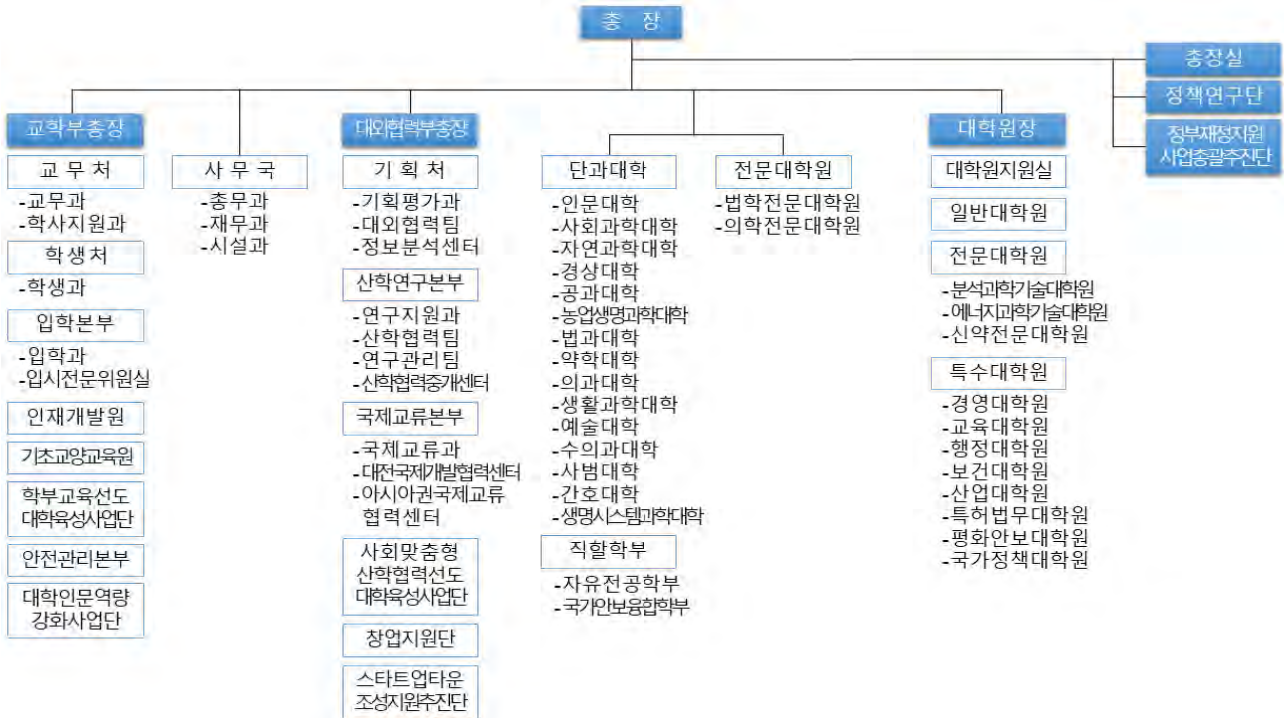 총 장
총장실
정책연구단
정부재정지원
사업총괄추진단
교학부총장
교 무 처
-교무과
-학사지원과
학생처
-학생과
입학본부
-입학과
-입시전문위원실
인재개발원
기초교양교육원
학부교육선도
대학육성사업단
안전관리본부
대학인문역량
강화사업단
사 무 국
-총무과
-재무과
-시설과
대외협력부총장
기 획 처
-기획평가과
-대외협력팀
-정보분석센터
산학연구본부
-연구지원과
-산학협력팀
-연구관리팀
-산학협력중개센터
국제교류본부
-국제교류과
-대전국제개발협력센터
-아시아권국제교류
협력센터
사회맞춤형
산학협력선도
대학육성사업단
창업지원단
스타트업타운
조성지원추진단
단과대학
-인문대학
-사회과학대학
-자연과학대학
-경상대학
-공과대학
-농업생명과학대학
-법과대학
-약학대학
-의과대학
-생활과학대학
-예술대학
-수의과대학
-사범대학
-간호대학
-생명시스템과학대학
직할학부
-자유전공학부
-국가안보융합학부
전문대학원
-법학전문대학원
-의학전문대학원
대학원장
대학원지원실
일반대학원
전문대학원
-분석과학기술대학원
-에너지과학기술대학원
-신약전문대학원
특수대학원
-경영대학원
-교육대학원
-행정대학원
-보건대학원
-산업대학원
-특허법무대학원
-평화안보대학원
-국가정책대학원